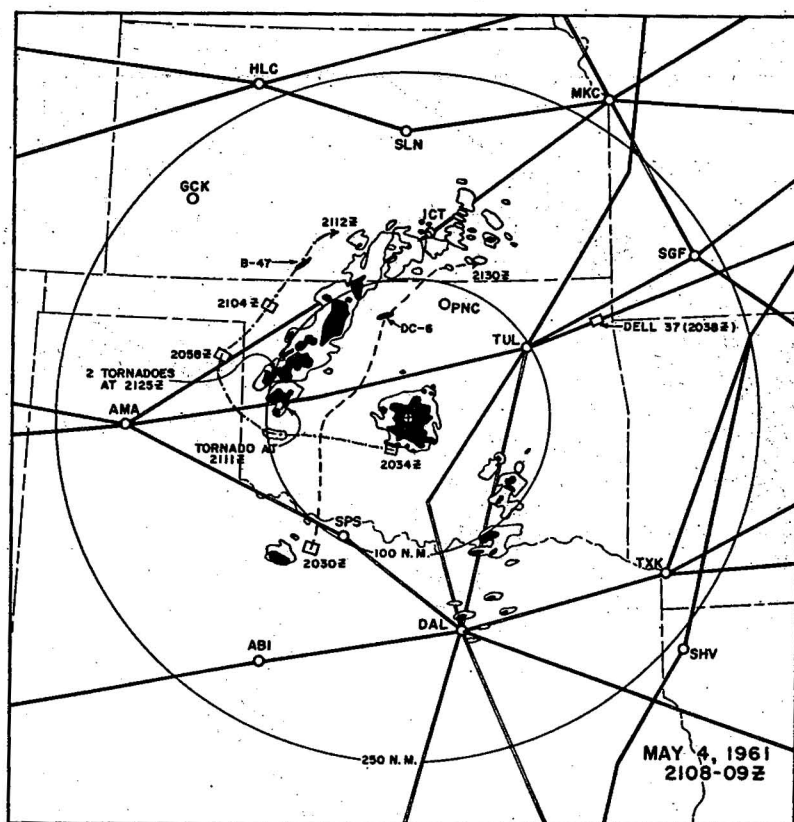 HLC
MKC
SLN
GCK
ICT
2112Z
B-47
2130Z
SGF
2104Z
PNC
DC-6
DELL 37 (2038Z)
TUL
2058Z
2 TORNADOES
AT 2125Z
AMA
TORNADO AT
2111Z
2034Z
SPS
100 N.M.
2030Z
TXK
DAL
ABI
SHV
250 N.M.
MAY 4, 1961
2108-09Z